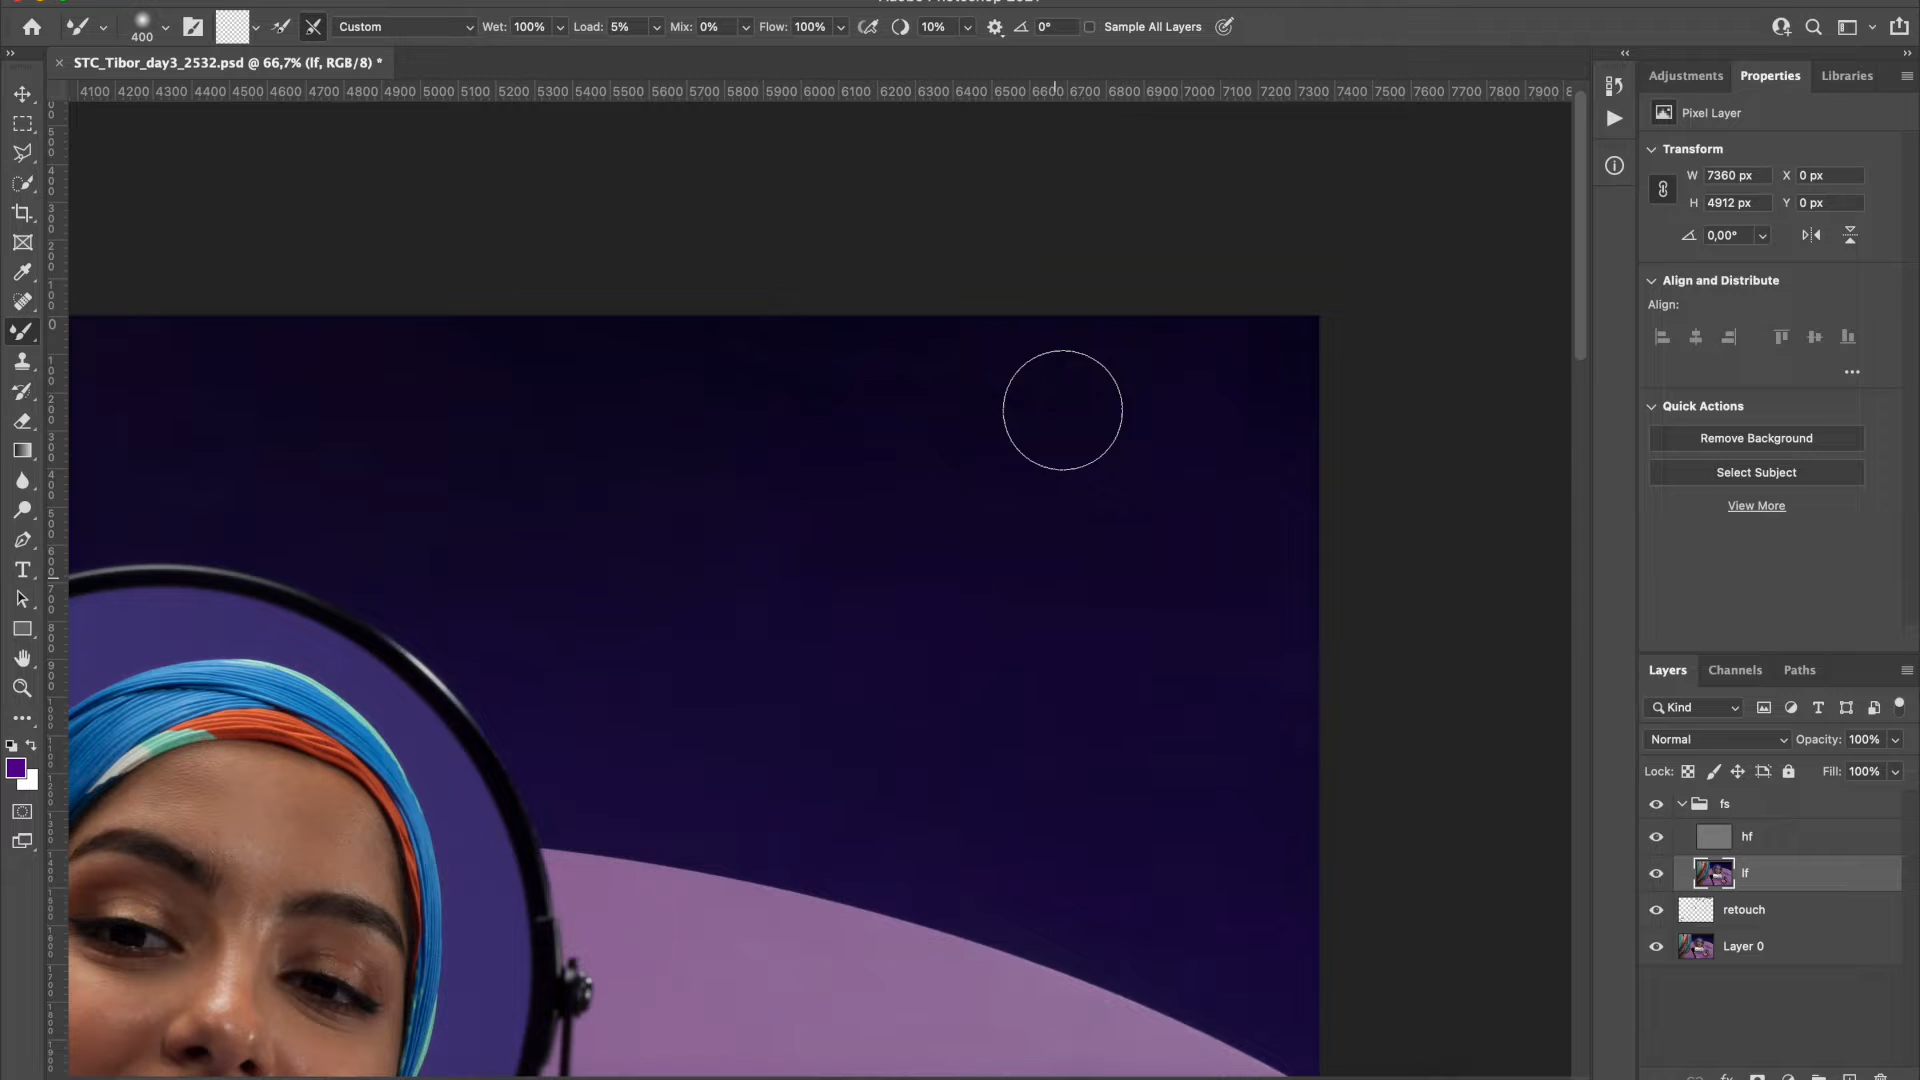 400
Custom
Wet: 100%
Load: 5%
Mix: 0%
Flow: 100%
10%
0°
Sample All Layers
× STC_Tibor_day3_2532.psd @ 66,7% (lf, RGB/8) *
4100 4200 4300 4400 4500 4600 4700 4800 4900 5000 5100 5200 5300 5400 5500 5600 5700 5800 5900 6000 6100 6200 6300 6400 6500 6600 6700 6800 6900 7000 7100 7200 7300 7400 7500 7600 7700 7800 7900
Adjustments Properties Libraries
Pixel Layer
Transform
W 7360 px X 0 px
H 4912 px Y 0 px
0,00°
Align and Distribute
Align:
Quick Actions
Remove Background
Select Subject
View More
Layers Channels Paths
Kind
Normal Opacity: 100%
Lock: Fill: 100%
fs
hf
lf
retouch
Layer 0